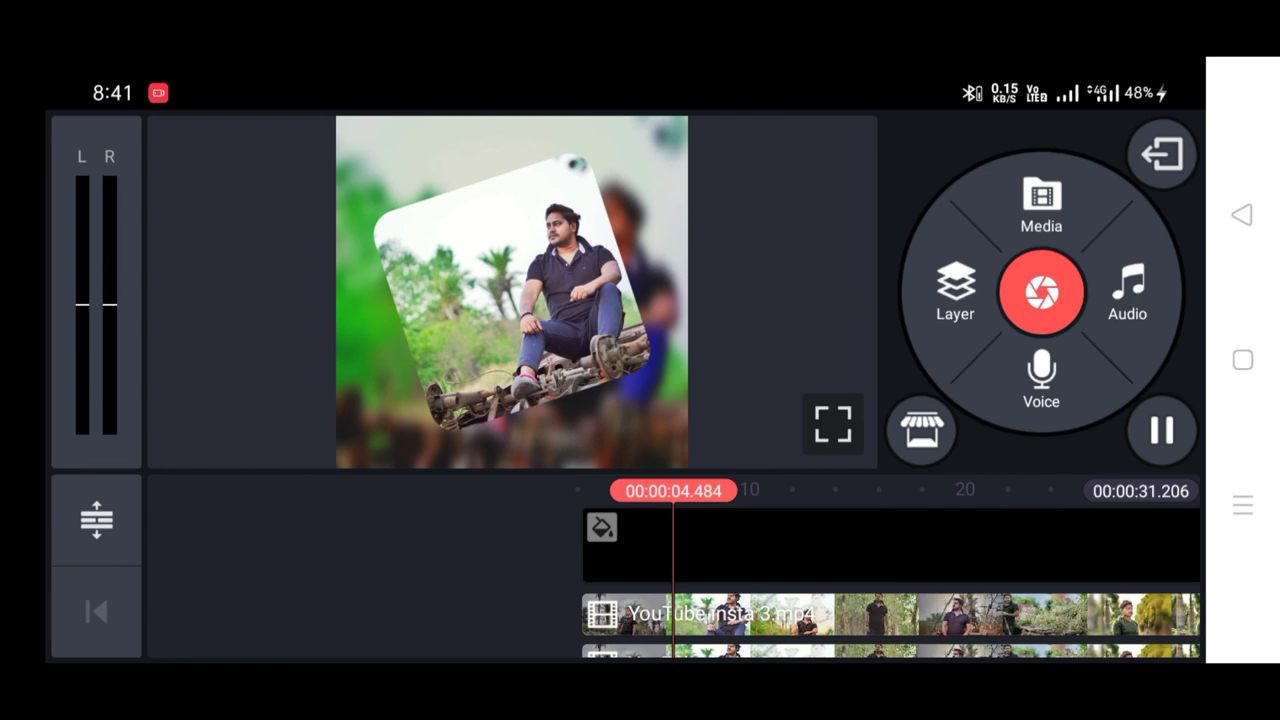 8:41
0.15 KB/S Vo LTE2 4G 48%
L R
Media
Layer
Audio
Voice
00:00:04.484 10 20 00:00:31.206
YouTube insta 3.mp4